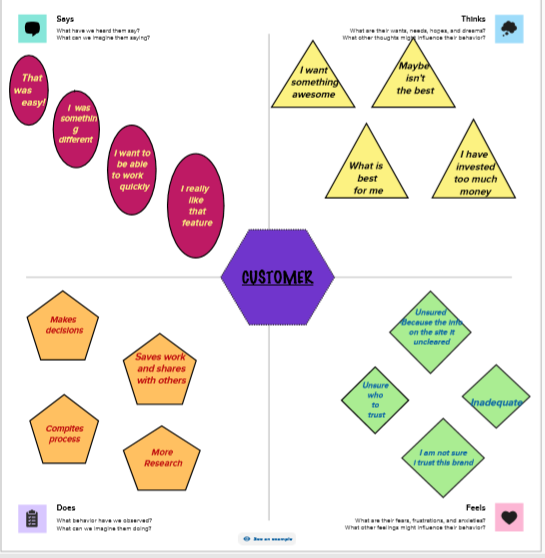 Says
What have we heard them say?
What can we imagine them saying?
Thinks
What are their wants, needs, hopes, and dreams?
What other thoughts might influence their behavior?
That
was
easy!
I was
somethin
g
different
I want to
be able
to work
quickly
I really
like
that
feature
I want
something
awesome
Maybe
isn't
the best
What is
best
for me
I have
invested
too much
money
CUSTOMER
Makes
decisions
Saves work
and shares
with others
Complites
process
More
Research
Unsured
Because the info
on the site it
uncleared
Unsure
who
to
trust
Inadequate
I am not sure
I trust this brend
Does
What behavior have we observed?
What can we imagine them doing?
Feels
What are their fears, frustrations, and anxieties?
What other feelings might influence their behavior?
See an example